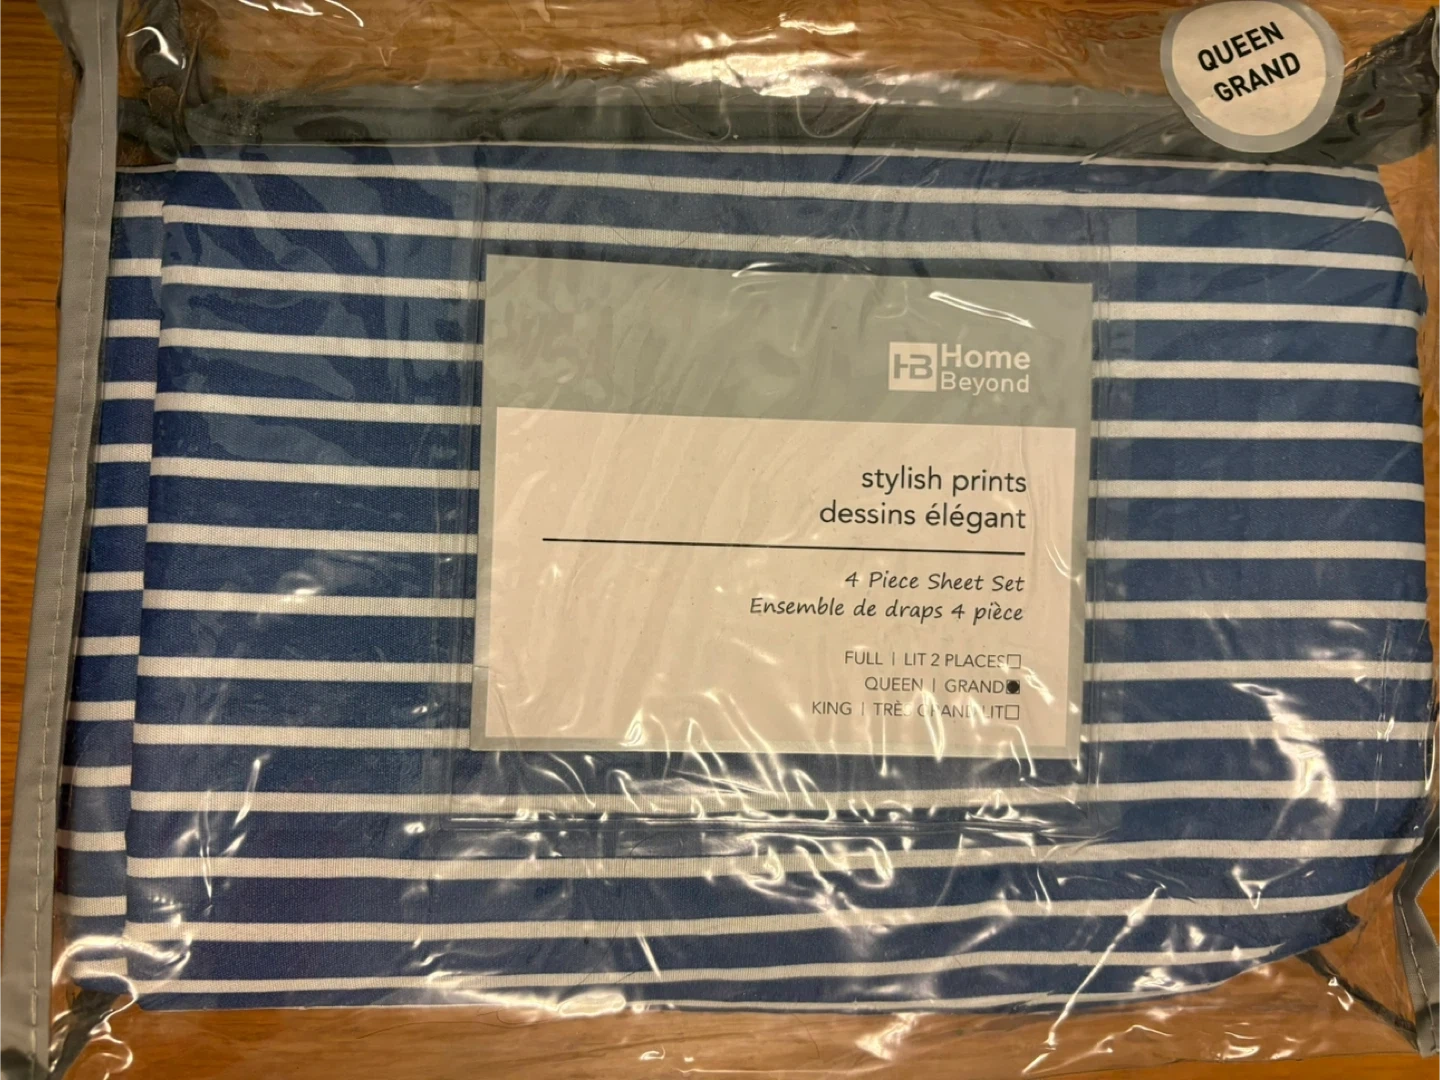 QUEEN
GRAND
HB Home
Beyond
stylish prints
dessins élégant
4 Piece Sheet Set
Ensemble de draps 4 pièce
FULL | LIT 2 PLACES☐
QUEEN | GRAND■
KING | TRÈS GRAND LIT☐